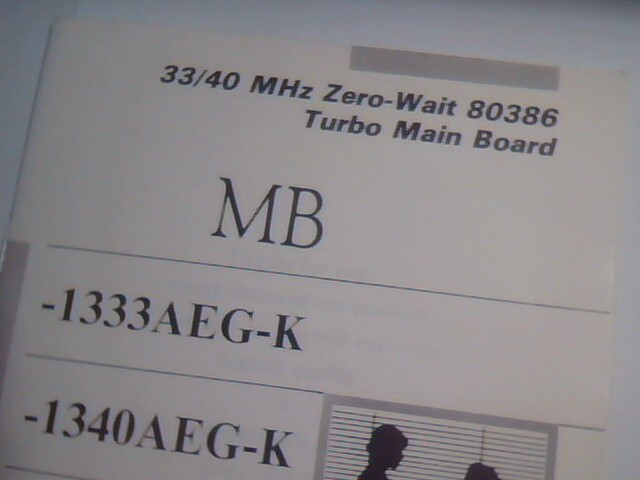 33/40 MHz Zero-Wait 80386
Turbo Main Board
MB
-1333AEG-K
-1340AEG-K